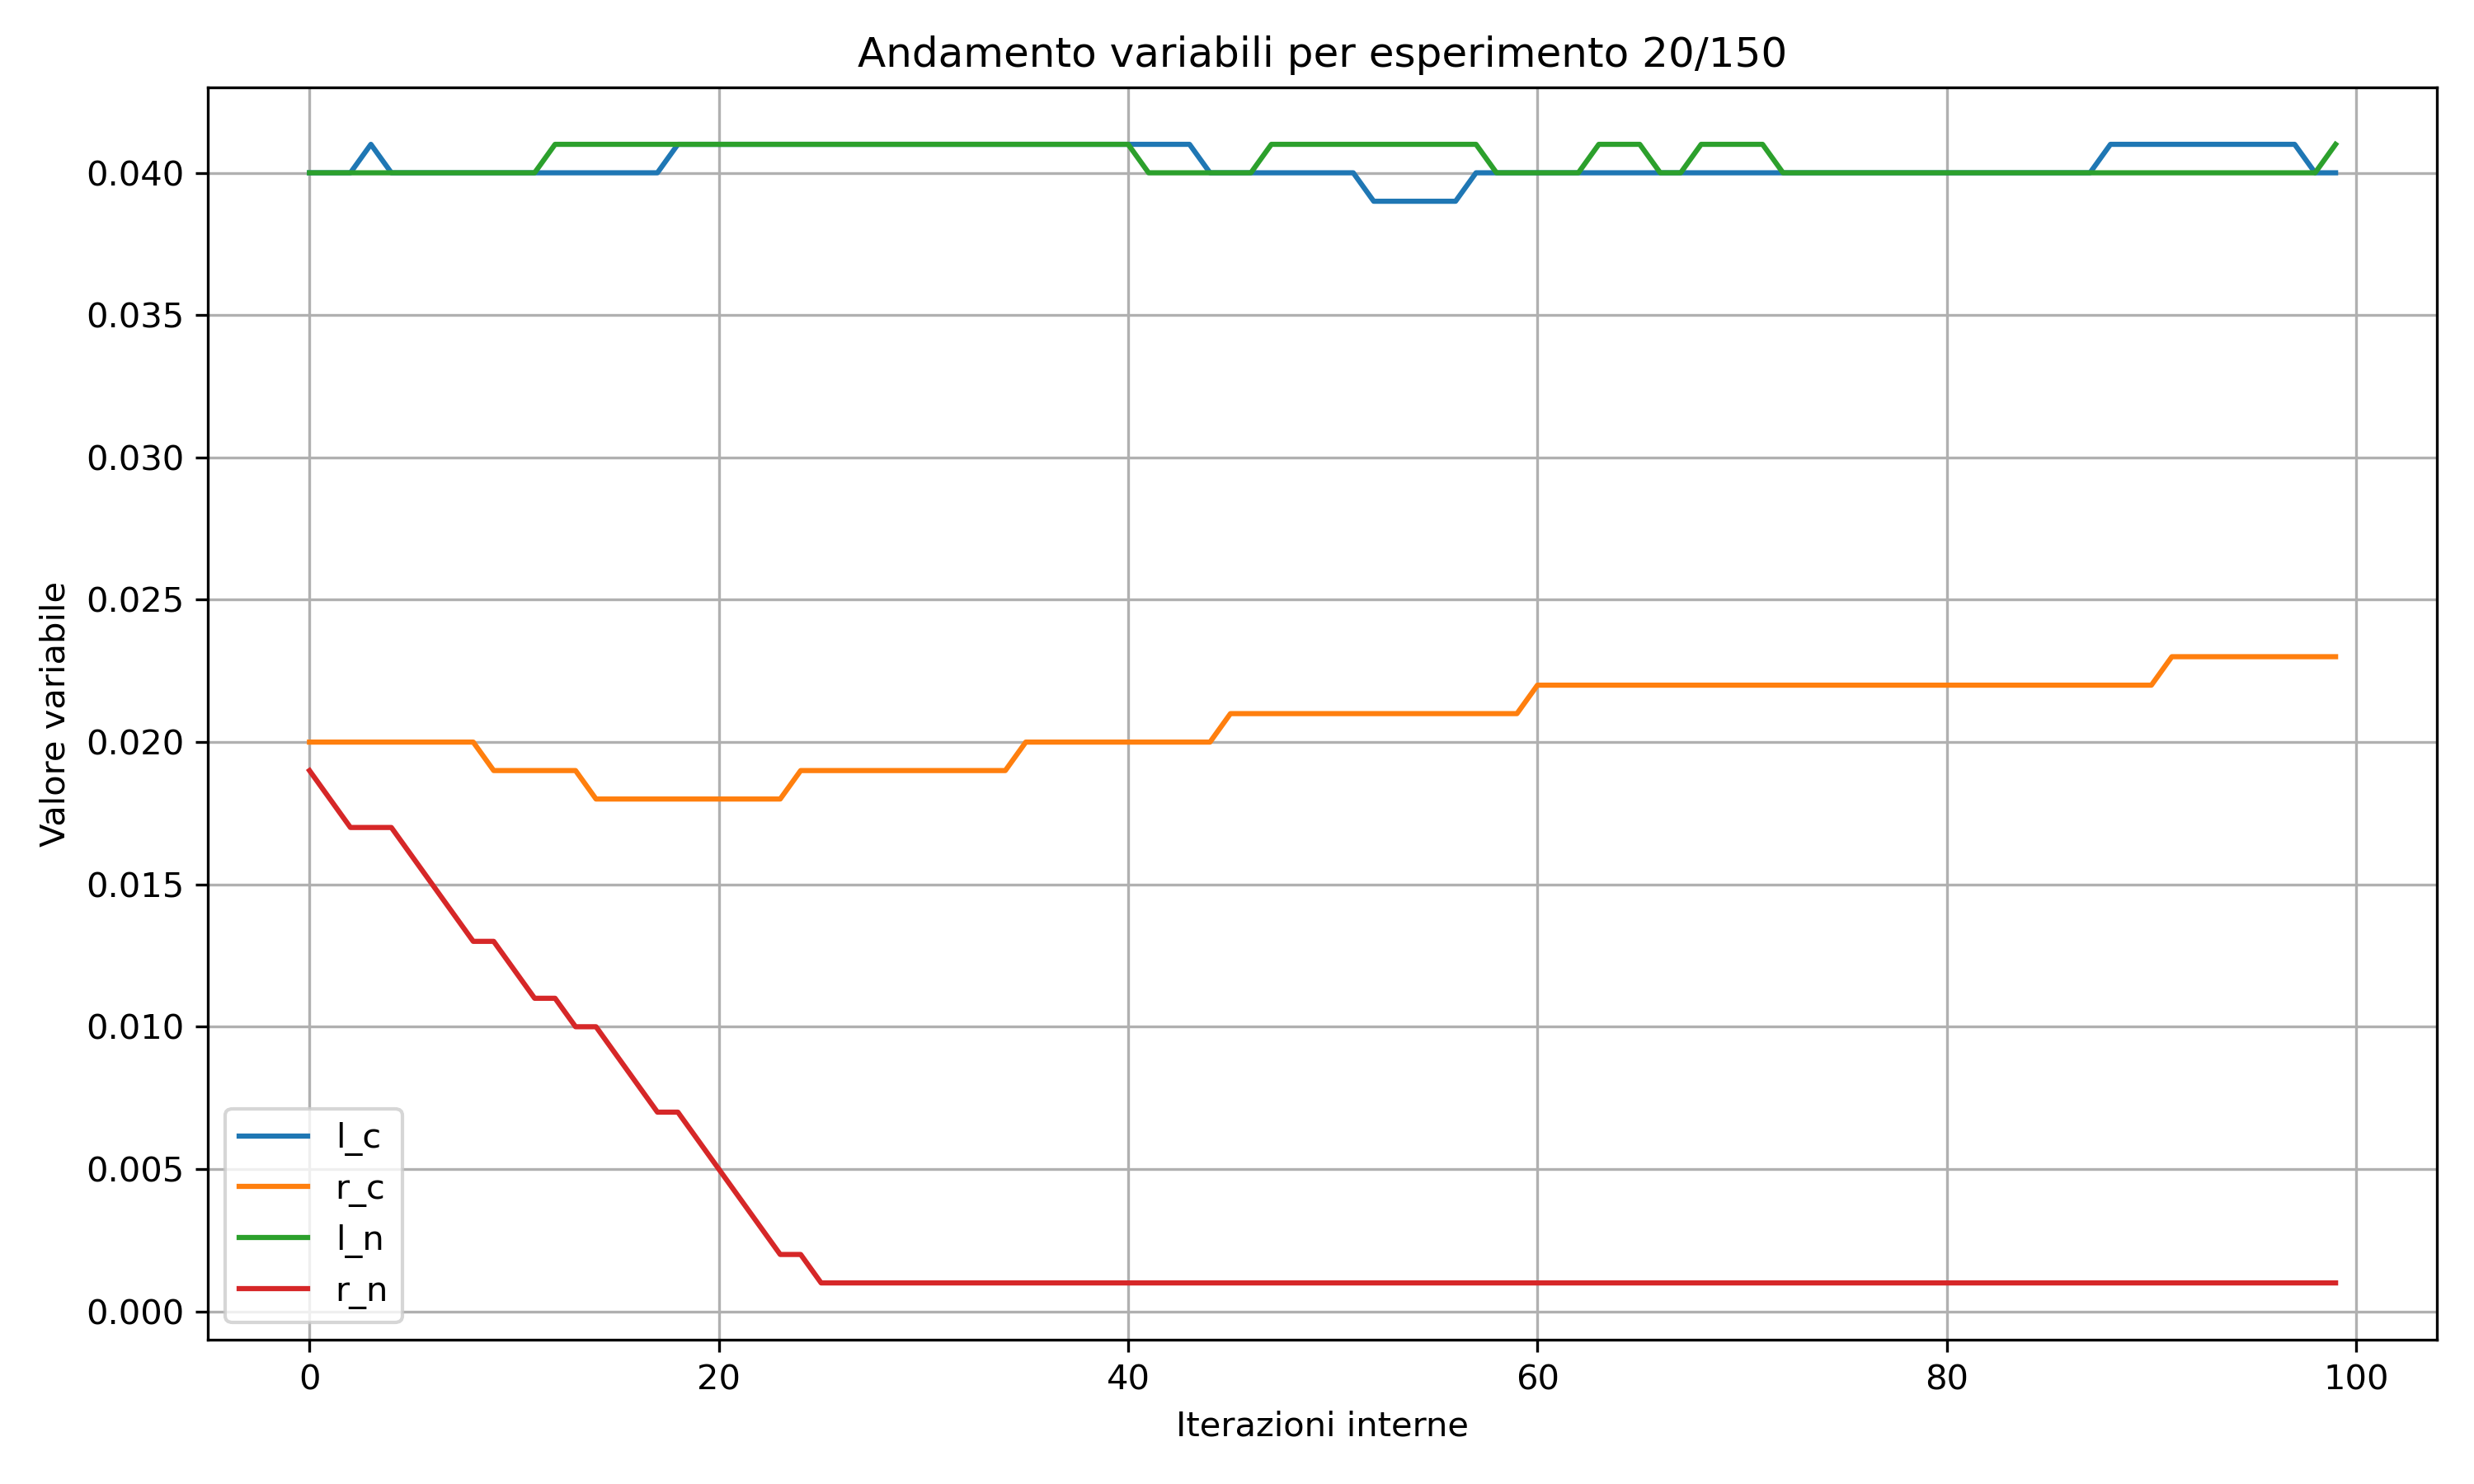 Andamento variabili per esperimento 20/150
Valore variabile
0.040
0.035
0.030
0.025
0.020
0.015
0.010
0.005
0.000
l_c
r_c
l_n
r_n
0 20 40 60 80 100
Iterazioni interne